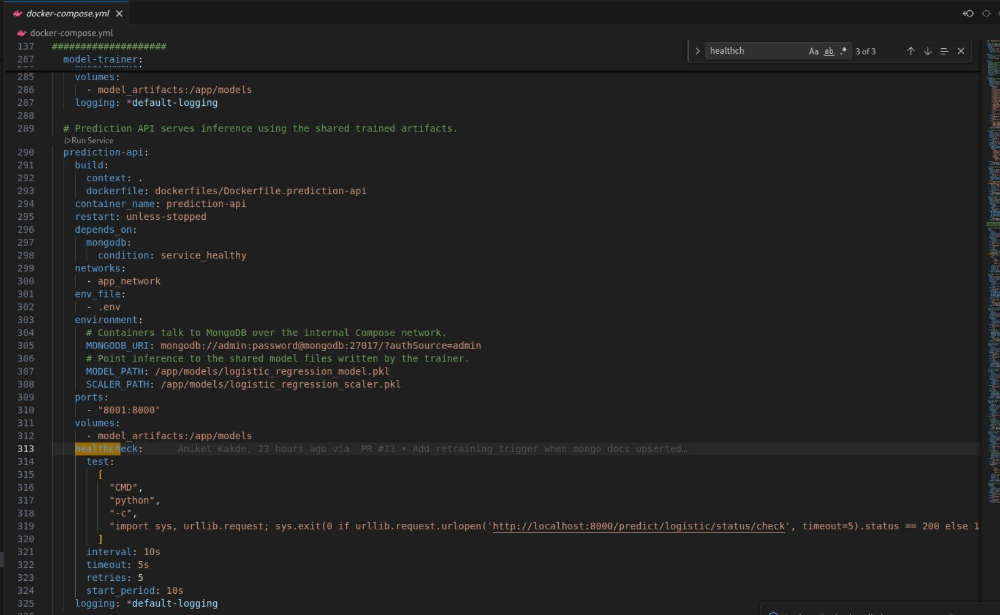 docker-compose.yml
docker-compose.yml
healthch
Aa ab .* 3 of 3
137 ####################
267 model-trainer:
285 volumes:
286 - model_artifacts:/app/models
287 logging: *default-logging
288
289 # Prediction API serves inference using the shared trained artifacts.
Run Service
290 prediction-api:
291 build:
292 context: .
293 dockerfile: dockerfiles/Dockerfile.prediction-api
294 container_name: prediction-api
295 restart: unless-stopped
296 depends_on:
297 mongodb:
298 condition: service_healthy
299 networks:
300 - app_network
301 env_file:
302 - .env
303 environment:
304 # Containers talk to MongoDB over the internal Compose network.
305 MONGODB_URI: mongodb://admin:password@mongodb:27017/?authSource=admin
306 # Point inference to the shared model files written by the trainer.
307 MODEL_PATH: /app/models/logistic_regression_model.pkl
308 SCALER_PATH: /app/models/logistic_regression_scaler.pkl
309 ports:
310 - "8001:8000"
311 volumes:
312 - model_artifacts:/app/models
313 healthcheck: Aniket Kakde, 23 hours ago via PR #13 • Add retraining trigger when mongo docs upserted…
314 test:
315 [
316 "CMD",
317 "python",
318 "-c",
319 "import sys, urllib.request; sys.exit(0 if urllib.request.urlopen('http://localhost:8000/predict/logistic/status/check', timeout=5).status == 200 else 1
320 ]
321 interval: 10s
322 timeout: 5s
323 retries: 5
324 start_period: 10s
325 logging: *default-logging